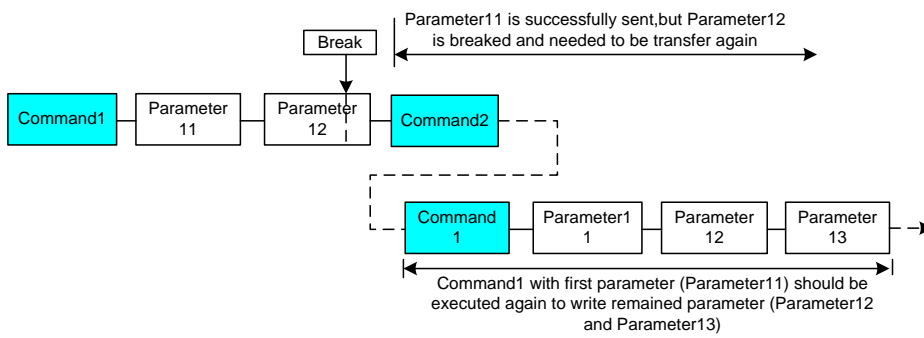 Parameter11 is successfully sent,but Parameter12
is breaked and needed to be transfer again
Break
Command1
Parameter
11
Parameter
12
Command2
Command
1
Parameter1
1
Parameter
12
Parameter
13
Command1 with first parameter (Parameter11) should be
executed again to write remained parameter (Parameter12
and Parameter13)